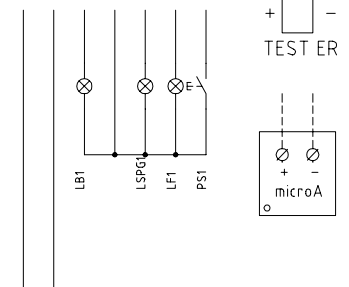 + -
TEST ER
LB1
LSPG1
LF1
PS1
+ -
microA